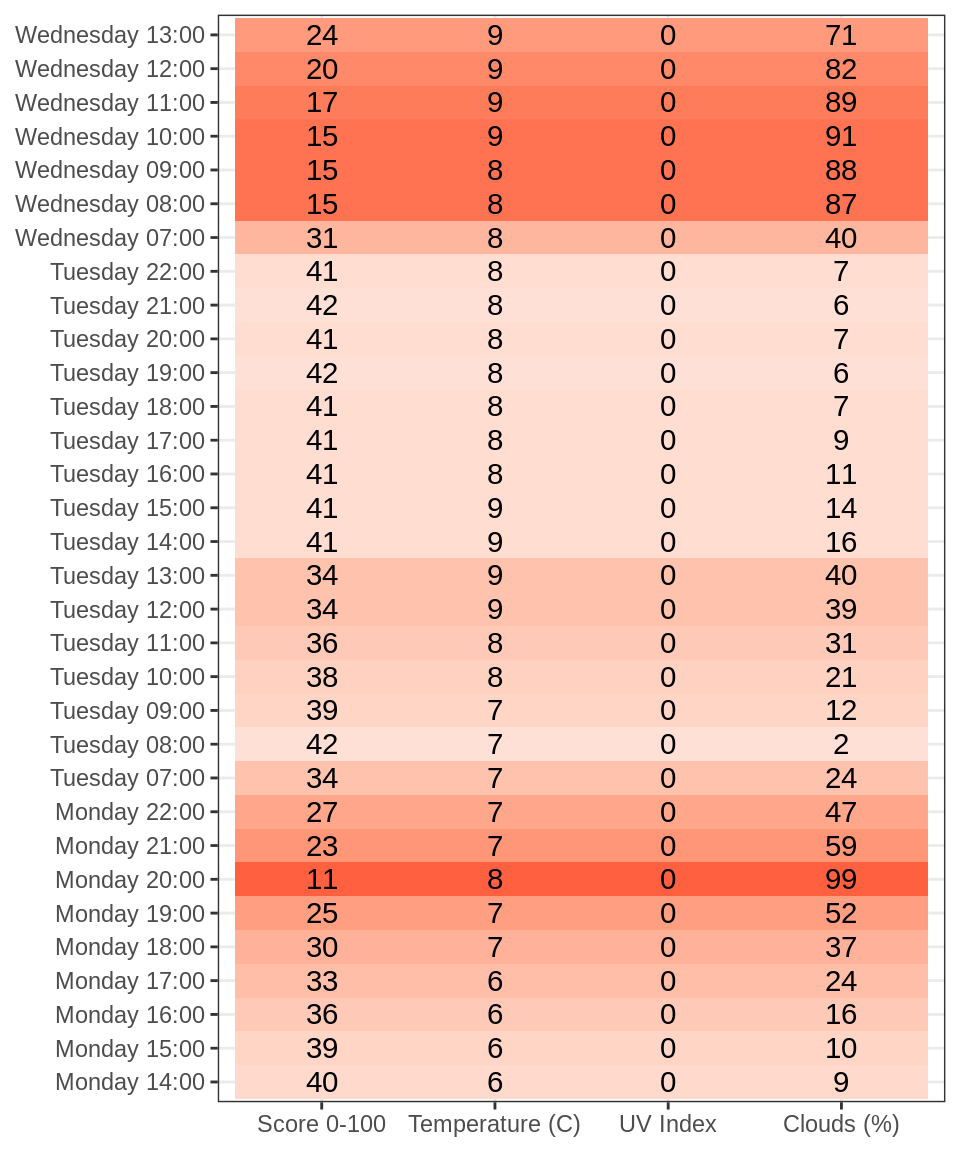 Wednesday 13:00 24 9 0 71
Wednesday 12:00 20 9 0 82
Wednesday 11:00 17 9 0 89
Wednesday 10:00 15 9 0 91
Wednesday 09:00 15 8 0 88
Wednesday 08:00 15 8 0 87
Wednesday 07:00 31 8 0 40
Tuesday 22:00 41 8 0 7
Tuesday 21:00 42 8 0 6
Tuesday 20:00 41 8 0 7
Tuesday 19:00 42 8 0 6
Tuesday 18:00 41 8 0 7
Tuesday 17:00 41 8 0 9
Tuesday 16:00 41 8 0 11
Tuesday 15:00 41 9 0 14
Tuesday 14:00 41 9 0 16
Tuesday 13:00 34 9 0 40
Tuesday 12:00 34 9 0 39
Tuesday 11:00 36 8 0 31
Tuesday 10:00 38 8 0 21
Tuesday 09:00 39 7 0 12
Tuesday 08:00 42 7 0 2
Tuesday 07:00 34 7 0 24
Monday 22:00 27 7 0 47
Monday 21:00 23 7 0 59
Monday 20:00 11 8 0 99
Monday 19:00 25 7 0 52
Monday 18:00 30 7 0 37
Monday 17:00 33 6 0 24
Monday 16:00 36 6 0 16
Monday 15:00 39 6 0 10
Monday 14:00 40 6 0 9
Score 0-100 Temperature (C) UV Index Clouds (%)